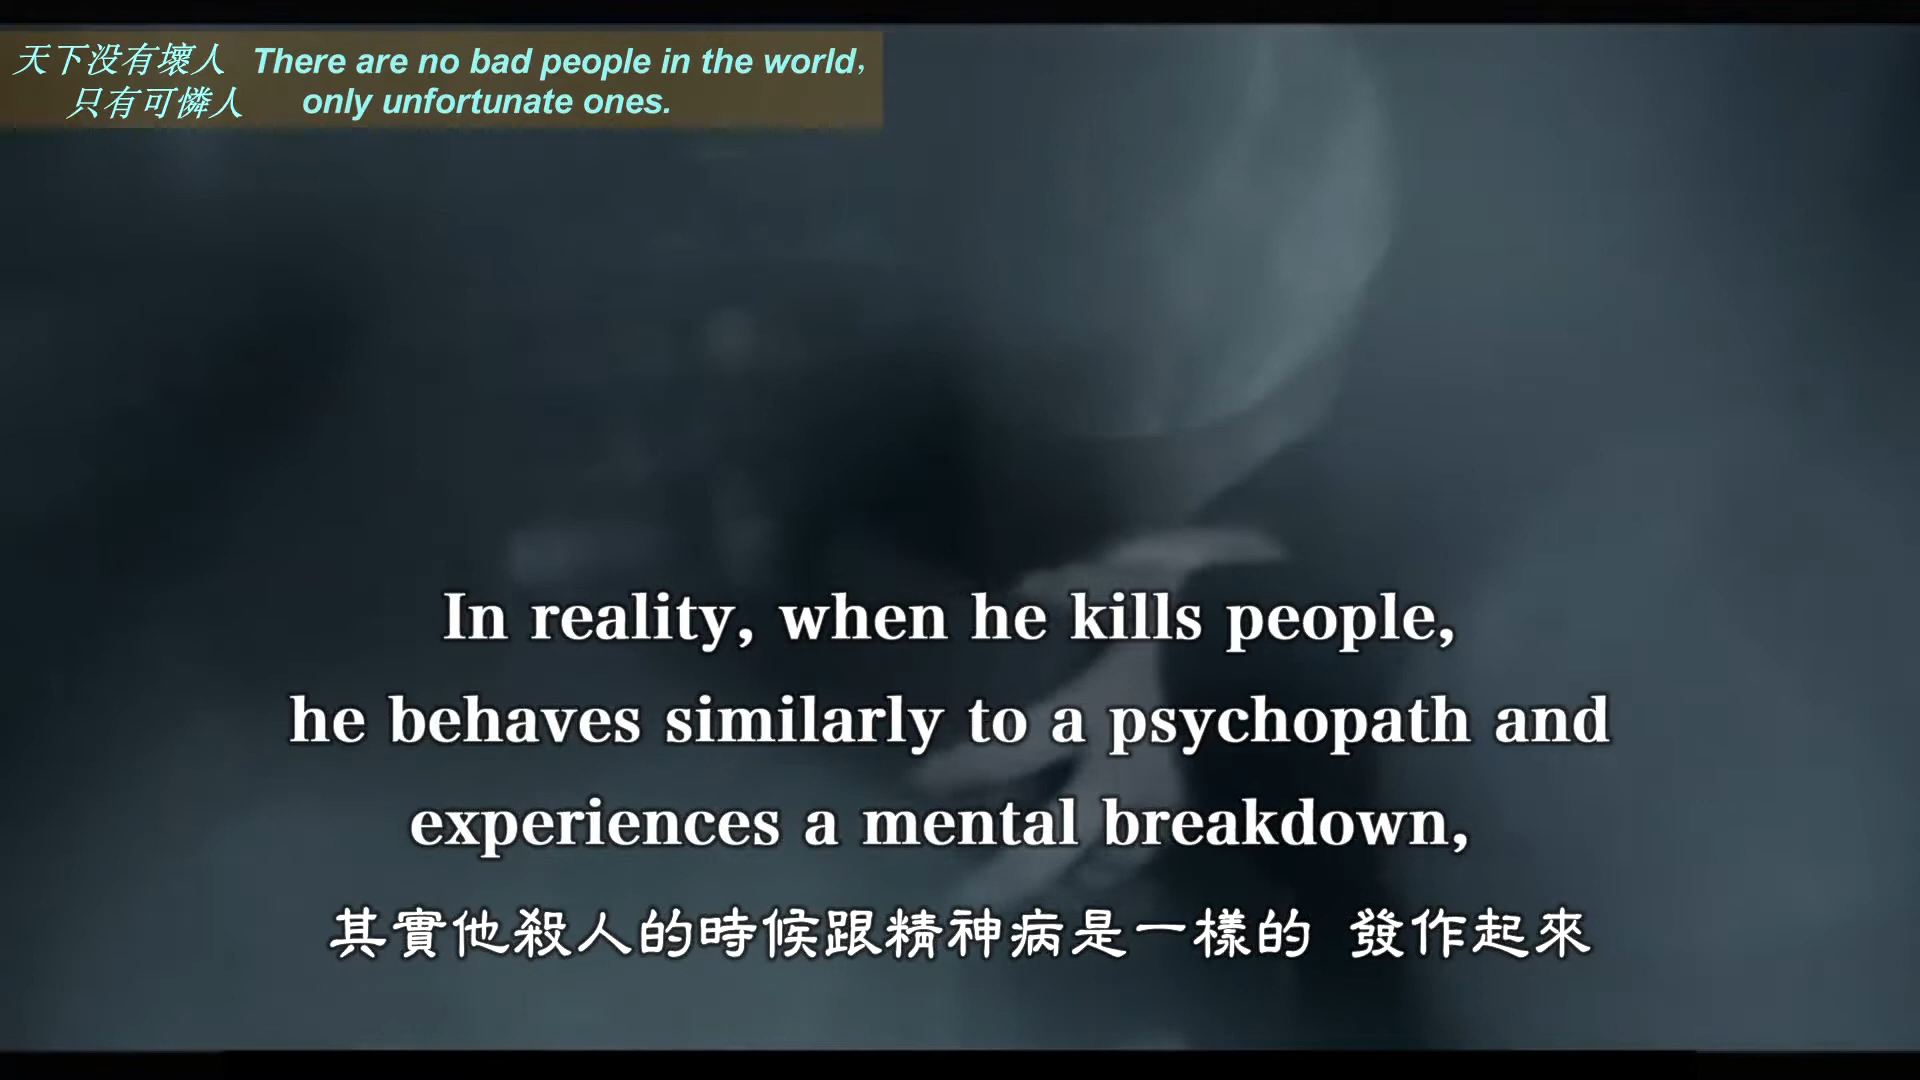 天下没有壞人
只有可憐人
There are no bad people in the world,
only unfortunate ones.
In reality, when he kills people,
he behaves similarly to a psychopath and
experiences a mental breakdown,
其實他殺人的時候跟精神病是一樣的 發作起來